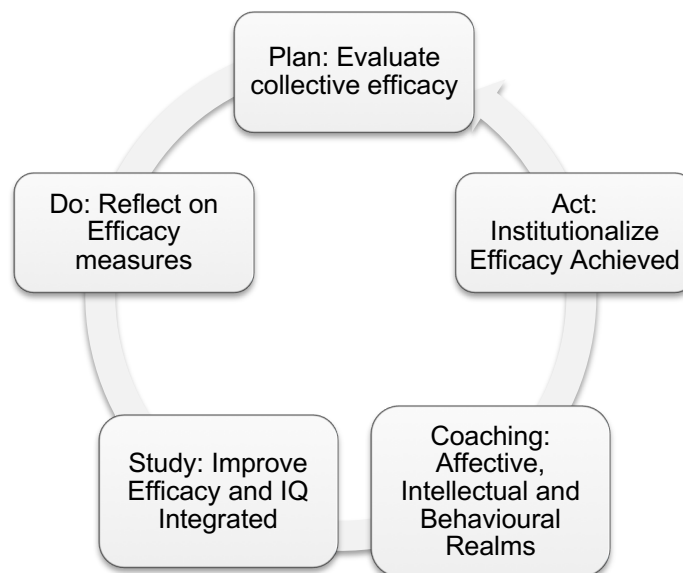 Plan: Evaluate
collective efficacy
Do: Reflect on
Efficacy
measures
Act:
Institutionalize
Efficacy Achieved
Study: Improve
Efficacy and IQ
Integrated
Coaching:
Affective,
Intellectual and
Behavioural
Realms